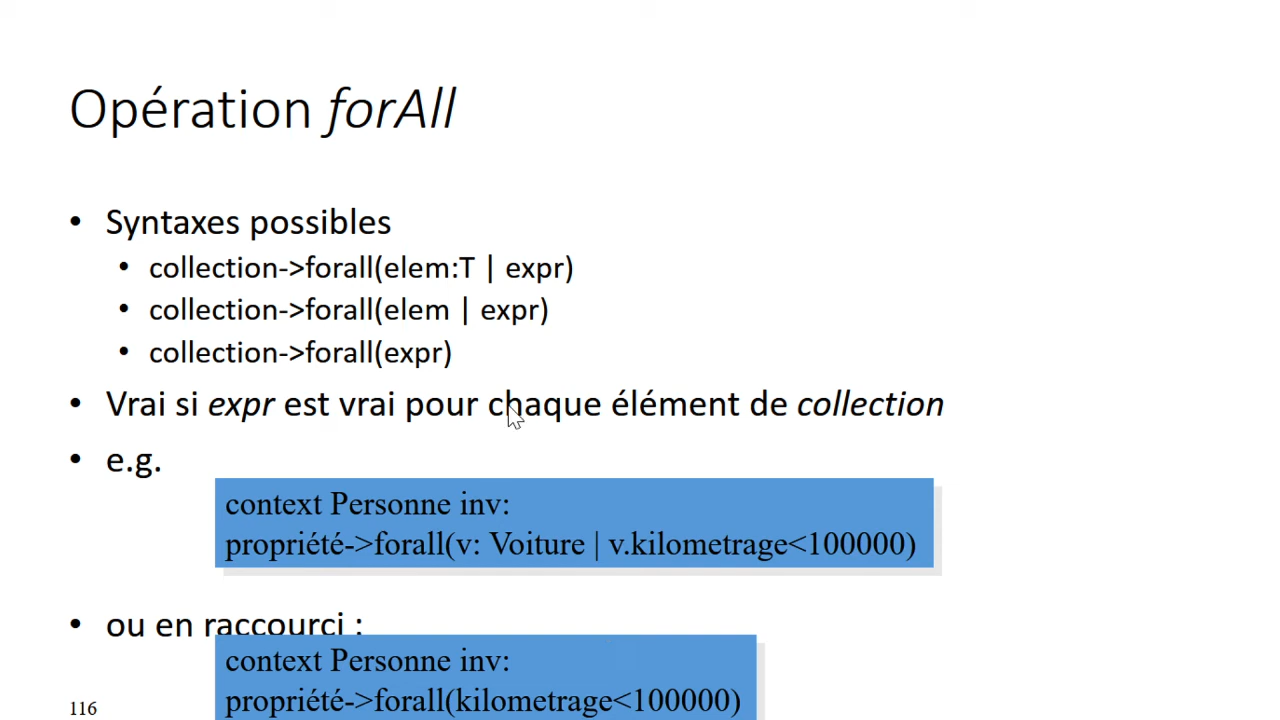 Opération forAll
• Syntaxes possibles
• collection->forall(elem:T | expr)
• collection->forall(elem | expr)
• collection->forall(expr)
• Vrai si expr est vrai pour chaque élément de collection
• e.g.
context Personne inv:
propriété->forall(v: Voiture | v.kilometrage<100000)
• ou en raccourci :
context Personne inv:
propriété->forall(kilometrage<100000)
116